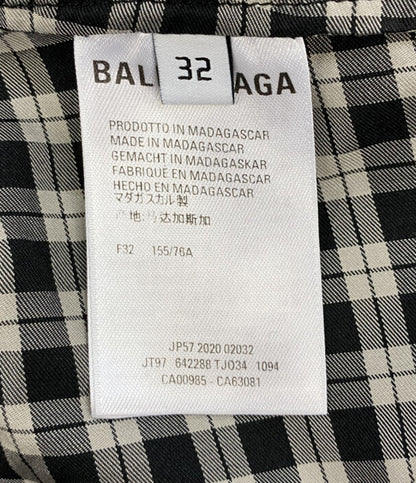 BAL 32 AGA
PRODOTTO IN MADAGASCAR
MADE IN MADAGASCAR
GEMACHT IN MADAGASKAR
FABRIQUÉ EN MADAGASCAR
HECHO EN MADAGASCAR
マダガスカル製
产地:马达加斯加
F32 155/76A
JP57 2020 02032
JT97 642288 TJO34 1094
CA00985 - CA63081